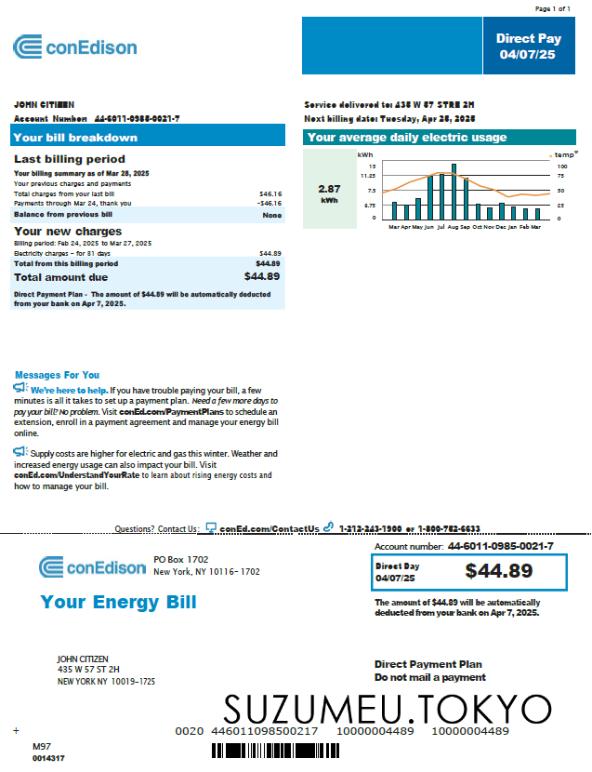 Page 1 of 1
conEdison
Direct Pay
04/07/25
JOHN CITIZEN
Account Number: 44-6011-0985-0021-7
Service delivered to: 435 W 57 STRE 2H
Next billing date: Tuesday, Apr 25, 2025
Your bill breakdown
Last billing period
Your billing summary as of Mar 28, 2025
Your previous charges and payments
Total charges from your last bill $46.16
Payments through Mar 24, thank you -$46.16
Balance from previous bill None
Your new charges
Billing period: Feb 24, 2025 to Mar 27, 2025
Electricity charges - for 31 days $44.89
Total from this billing period $44.89
Total amount due $44.89
Direct Payment Plan - The amount of $44.89 will be automatically deducted
from your bank on Apr 7, 2025.
Your average daily electric usage
kWh temp°
2.87
kWh
15 100
11.25 75
7.5 50
3.75 25
0 0
Mar Apr May Jun Jul Aug Sep Oct Nov Dec Jan Feb Mar
Messages For You
We're here to help. If you have trouble paying your bill, a few
minutes is all it takes to set up a payment plan. Need a few more days to
pay your bill? No problem. Visit conEd.com/PaymentPlans to schedule an
extension, enroll in a payment agreement and manage your energy bill
online.
Supply costs are higher for electric and gas this winter. Weather and
increased energy usage can also impact your bill. Visit
conEd.com/UnderstandYourRate to learn about rising energy costs and
how to manage your bill.
Questions? Contact Us: conEd.com/ContactUs 1-212-243-1900 or 1-800-752-6633
conEdison
PO Box 1702
New York, NY 10116-1702
Account number: 44-6011-0985-0021-7
Direct Day
04/07/25
$44.89
Your Energy Bill
The amount of $44.89 will be automatically
deducted from your bank on Apr 7, 2025.
JOHN CITIZEN
435 W 57 ST 2H
NEW YORK NY 10019-1725
Direct Payment Plan
Do not mail a payment
SUZUMEU.TOKYO
+ 0020 446011098500217 10000004489 10000004489
M97
0014317